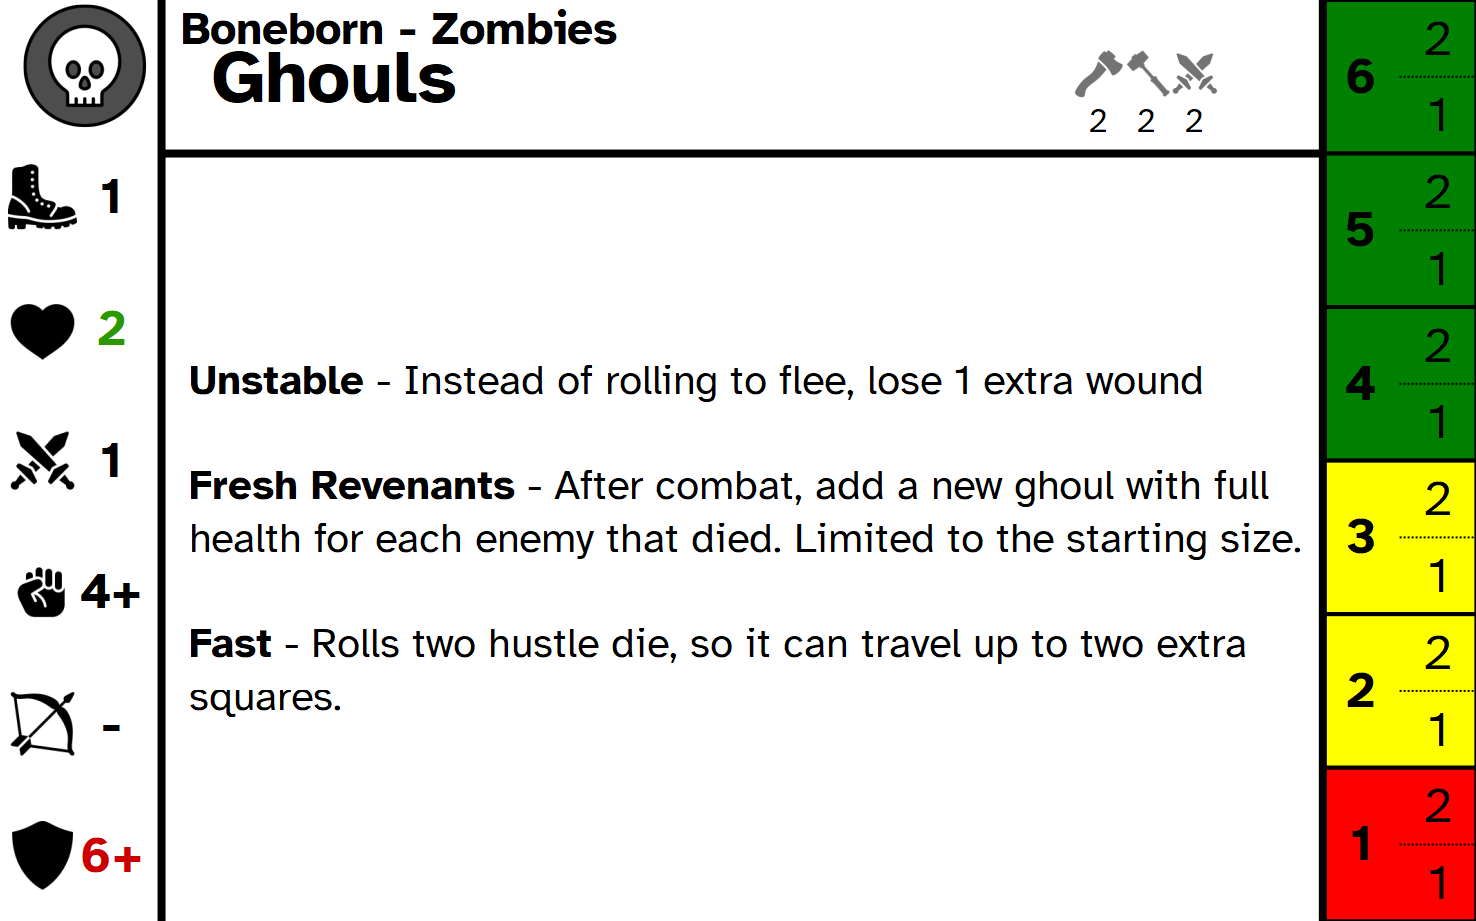 Boneborn - Zombies
Ghouls
2 2 2
1
2
1
4+
-
6+
Unstable - Instead of rolling to flee, lose 1 extra wound
Fresh Revenants - After combat, add a new ghoul with full
health for each enemy that died. Limited to the starting size.
Fast - Rolls two hustle die, so it can travel up to two extra
squares.
6 2 1
5 2 1
4 2 1
3 2 1
2 2 1
1 2 1